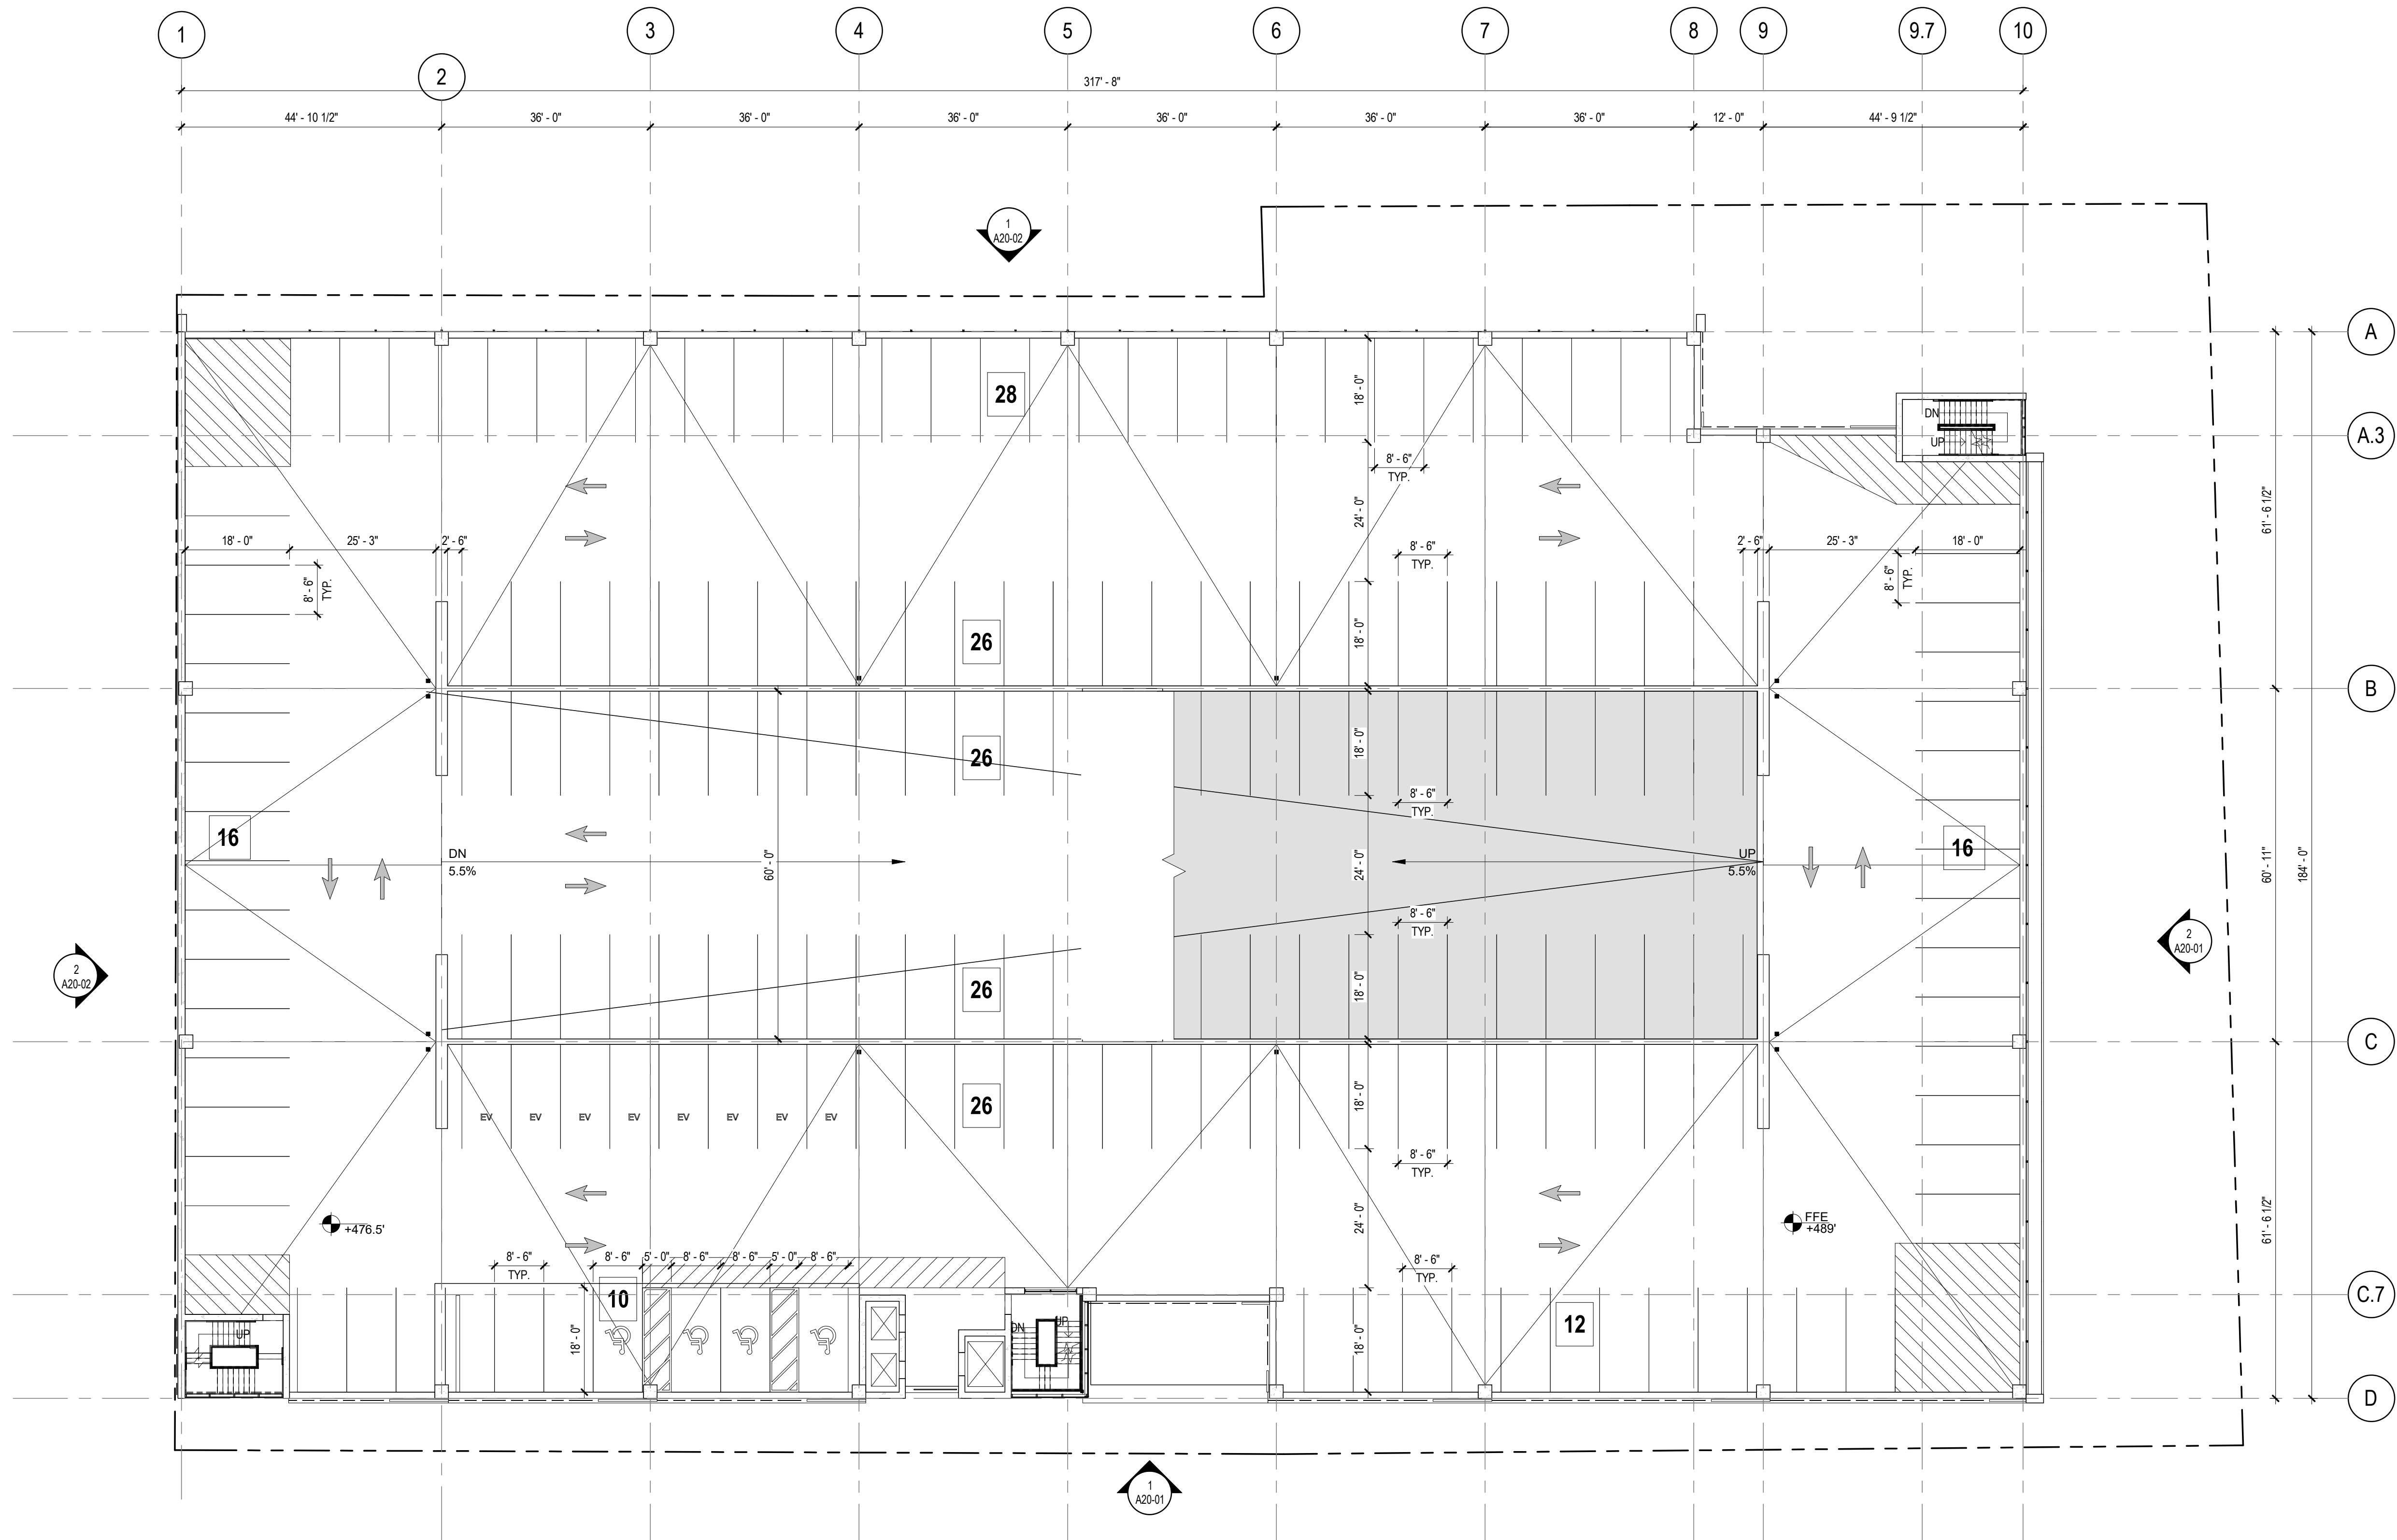 1
2
3
4
5
6
7
8
9
9.7
10
317' - 8"
44' - 10 1/2"
36' - 0"
36' - 0"
36' - 0"
36' - 0"
36' - 0"
36' - 0"
12' - 0"
44' - 9 1/2"
1
A20-02
A
28
18' - 0"
DN
UP
A.3
8' - 6"
TYP.
24' - 0"
61' - 6 1/2"
18' - 0"
25' - 3"
2' - 6"
8' - 6"
TYP.
2' - 6"
25' - 3"
18' - 0"
8' - 6"
TYP.
8' - 6"
TYP.
26
18' - 0"
B
26
18' - 0"
8' - 6"
TYP.
16
DN
5.5%
60' - 0"
24' - 0"
UP
5.5%
16
60' - 11"
184' - 0"
8' - 6"
TYP.
2
A20-02
2
A20-01
26
18' - 0"
C
EV
EV
EV
EV
EV
EV
EV
EV
26
18' - 0"
8' - 6"
TYP.
+476.5'
24' - 0"
FFE
+489'
61' - 6 1/2"
8' - 6"
TYP.
8' - 6"
5' - 0"
8' - 6"
8' - 6"
5' - 0"
8' - 6"
8' - 6"
TYP.
10
C.7
UP
18' - 0"
DN
UP
18' - 0"
12
D
1
A20-01